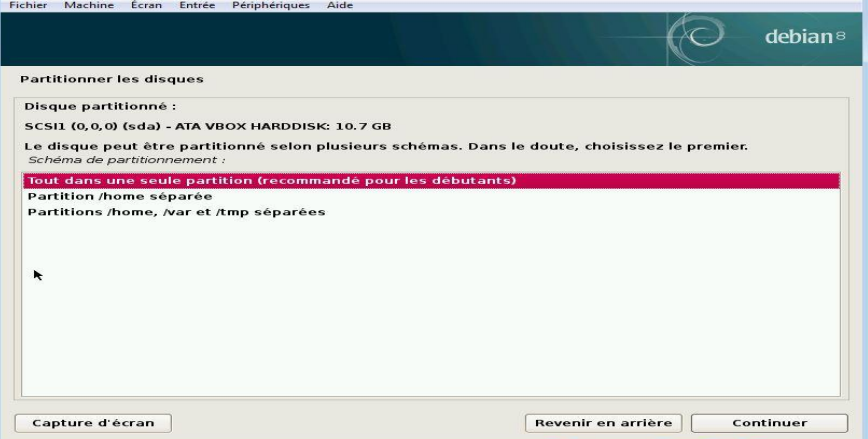 Fichier Machine Écran Entrée Périphériques Aide
debian 8
Partitionner les disques
Disque partitionné :
SCSI1 (0,0,0) (sda) - ATA VBOX HARDDISK: 10.7 GB
Le disque peut être partitionné selon plusieurs schémas. Dans le doute, choisissez le premier.
Schéma de partitionnement :
Tout dans une seule partition (recommandé pour les débutants)
Partition /home séparée
Partitions /home, /var et /tmp séparées
Capture d'écran Revenir en arrière Continuer